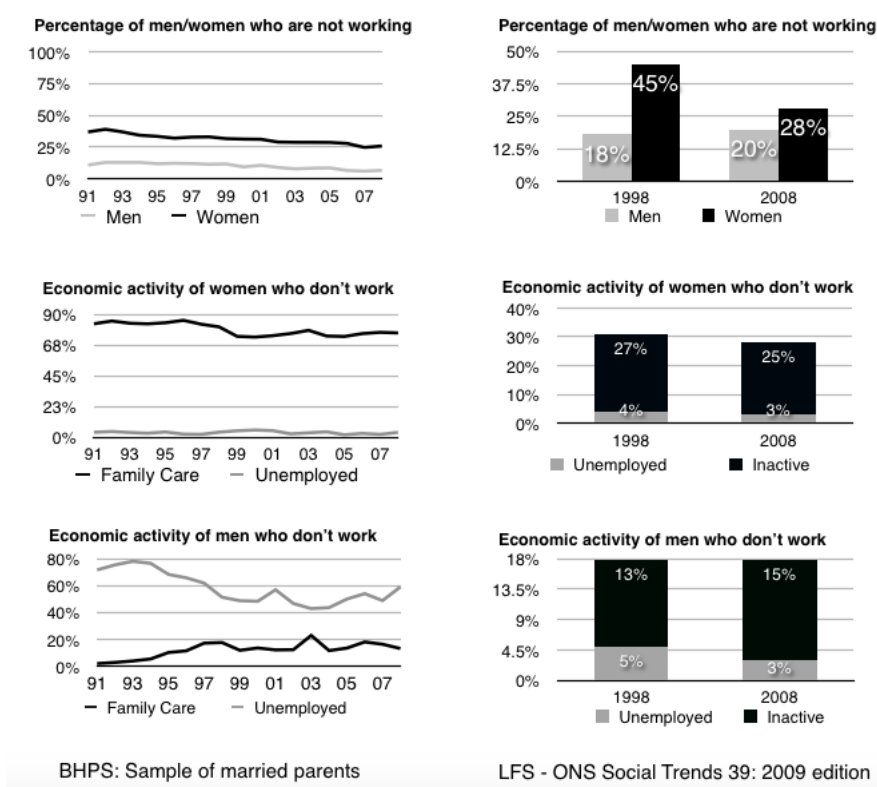 Percentage of men/women who are not working
100%
75%
50%
25%
0%
91 93 95 97 99 01 03 05 07
Men Women
Percentage of men/women who are not working
50%
37.5%
25%
12.5%
0%
18% 45% 20% 28%
1998 2008
Men Women
Economic activity of women who don't work
90%
68%
45%
23%
0%
91 93 95 97 99 01 03 05 07
Family Care Unemployed
Economic activity of women who don't work
40%
30%
20%
10%
0%
27% 25%
4% 3%
1998 2008
Unemployed Inactive
Economic activity of men who don't work
80%
60%
40%
20%
0%
91 93 95 97 99 01 03 05 07
Family Care Unemployed
Economic activity of men who don't work
18%
13.5%
9%
4.5%
0%
13% 15%
5% 3%
1998 2008
Unemployed Inactive
BHPS: Sample of married parents
LFS - ONS Social Trends 39: 2009 edition